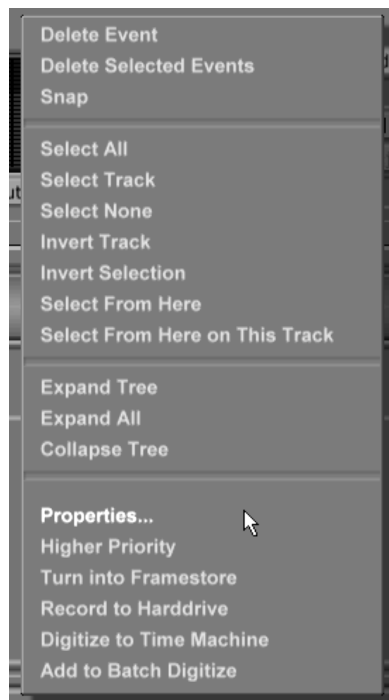 Delete Event
Delete Selected Events
Snap
Select All
Select Track
Select None
Invert Track
Invert Selection
Select From Here
Select From Here on This Track
Expand Tree
Expand All
Collapse Tree
Properties...
Higher Priority
Turn into Framestore
Record to Harddrive
Digitize to Time Machine
Add to Batch Digitize